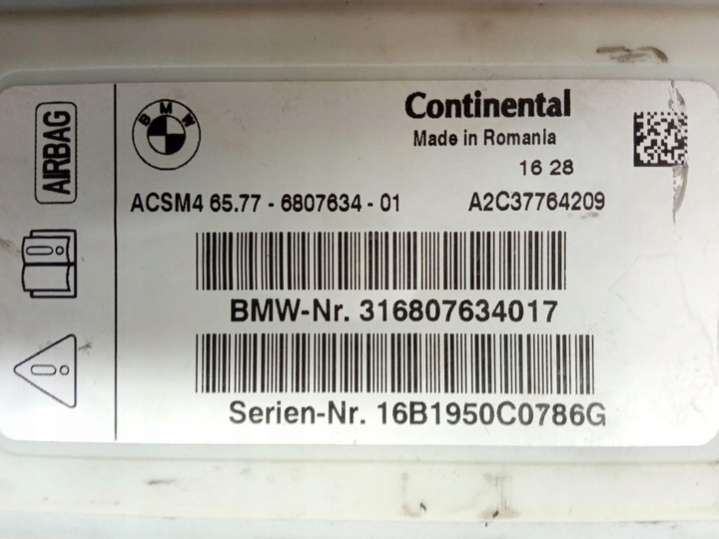 AIRBAG
BMW
Continental
Made in Romania
16 28
ACSM4 65.77 - 6807634 - 01 A2C37764209
BMW-Nr. 316807634017
Serien-Nr. 16B1950C0786G